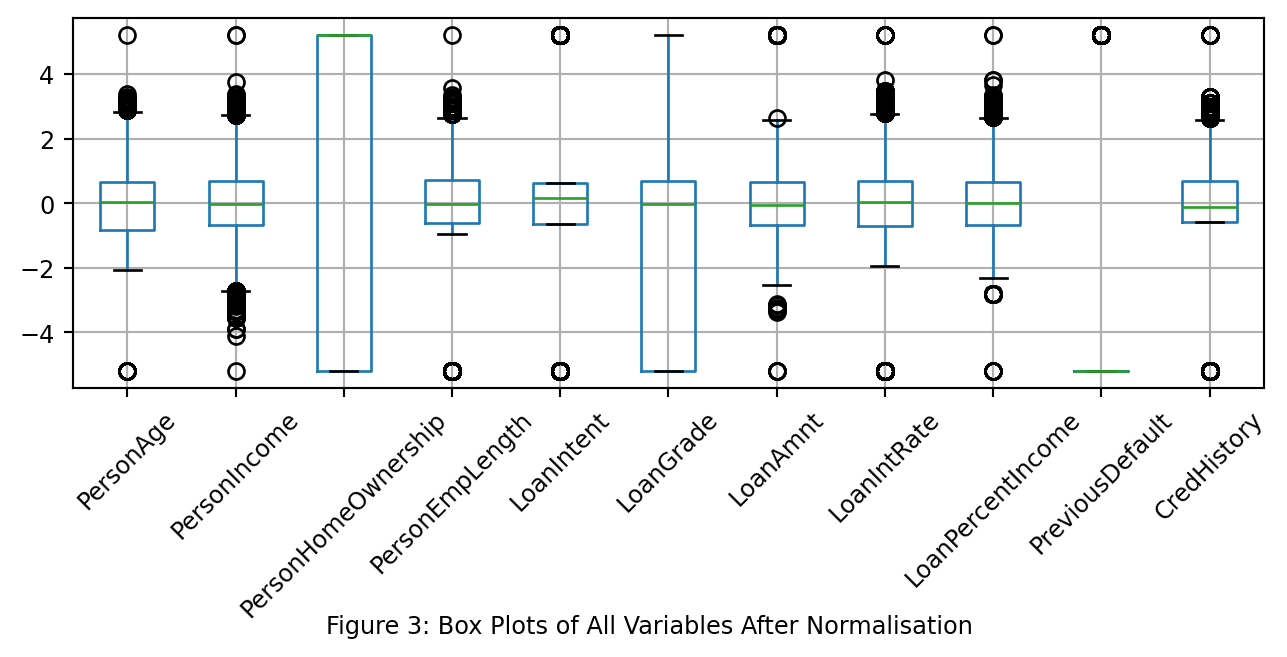 4
2
0
−2
−4
PersonAge
PersonIncome
PersonHomeOwnership
PersonEmpLength
LoanIntent
LoanGrade
LoanAmnt
LoanIntRate
LoanPercentIncome
PreviousDefault
CredHistory
Figure 3: Box Plots of All Variables After Normalisation